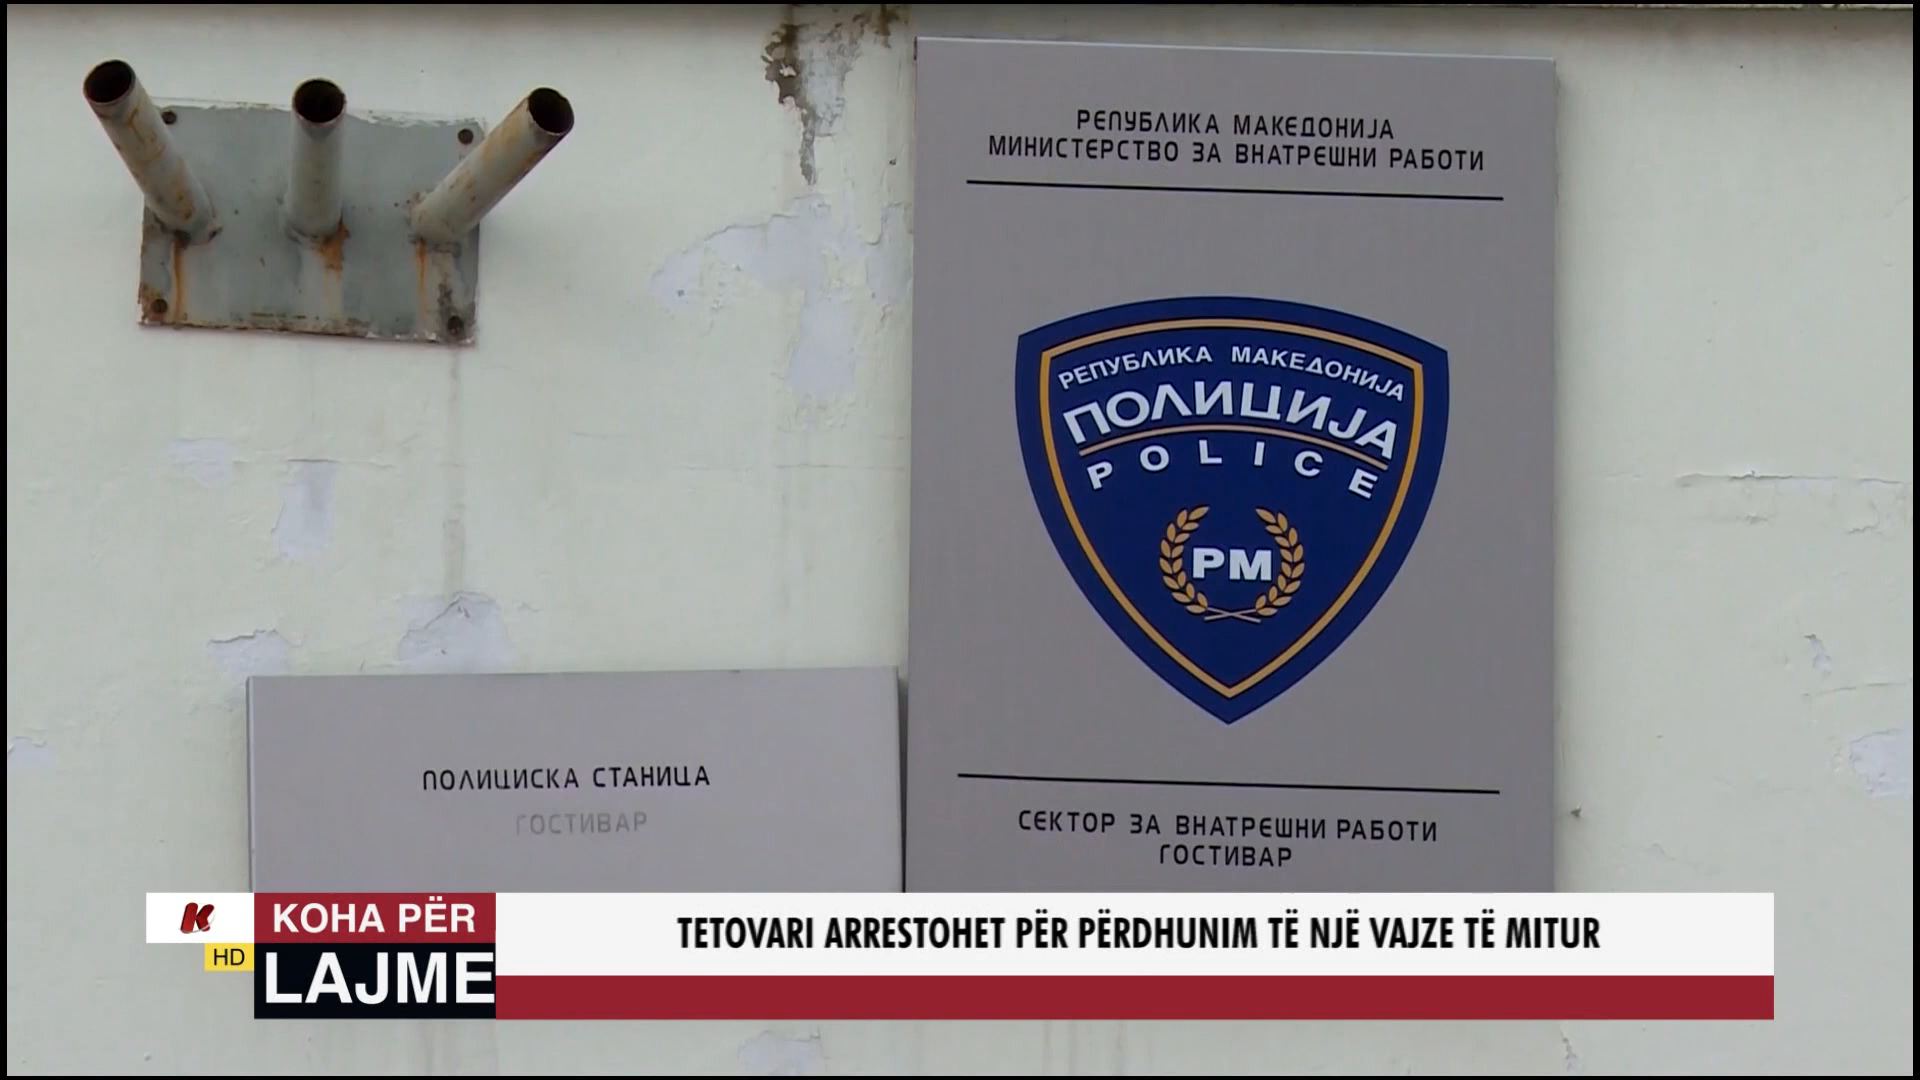 РЕПУБЛИКА МАКЕДОНИЈА
МИНИСТЕРСТВО ЗА ВНАТРЕШНИ РАБОТИ
РЕПУБЛИКА МАКЕДОНИЈА
ПОЛИЦИЈА
POLICE
РМ
ПОЛИЦИСКА СТАНИЦА
ГОСТИВАР
СЕКТОР ЗА ВНАТРЕШНИ РАБОТИ
ГОСТИВАР
K
HD
KOHA PËR
LAJME
TETOVARI ARRESTOHET PËR PËRDHUNIM TË NJË VAJZE TË MITUR